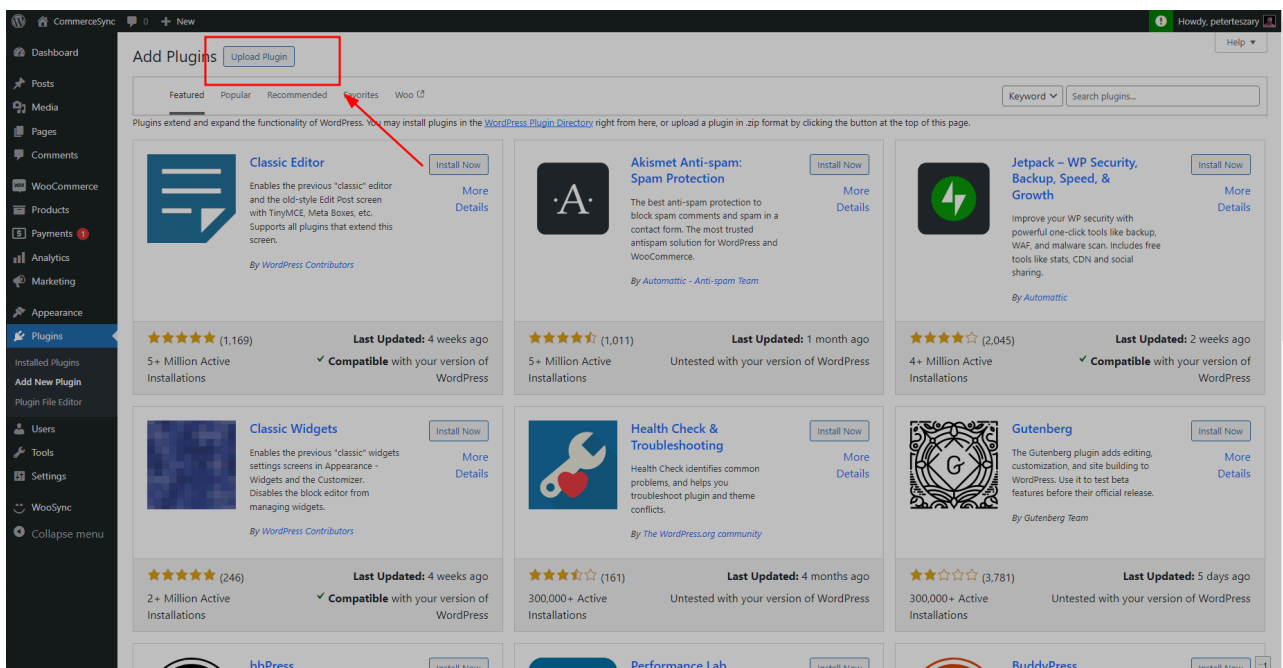 CommerceSync 0 + New
Howdy, peterteszary
Help
Dashboard
Posts
Media
Pages
Comments
WooCommerce
Products
Payments 1
Analytics
Marketing
Appearance
Plugins
Installed Plugins
Add New Plugin
Plugin File Editor
Users
Tools
Settings
WooSync
Collapse menu
Add Plugins Upload Plugin
Featured Popular Recommended Favorites Woo
Keyword Search plugins...
Plugins extend and expand the functionality of WordPress. You may install plugins in the WordPress Plugin Directory right from here, or upload a plugin in .zip format by clicking the button at the top of this page.
Classic Editor
Install Now
More
Details
Enables the previous "classic" editor
and the old-style Edit Post screen
with TinyMCE, Meta Boxes, etc.
Supports all plugins that extend this
screen.
By WordPress Contributors
(1,169)
Last Updated: 4 weeks ago
5+ Million Active
Installations
Compatible with your version of
WordPress
·A·
Akismet Anti-spam:
Spam Protection
Install Now
More
Details
The best anti-spam protection to
block spam comments and spam in a
contact form. The most trusted
antispam solution for WordPress and
WooCommerce.
By Automattic - Anti-spam Team
(1,011)
Last Updated: 1 month ago
5+ Million Active
Installations
Untested with your version of WordPress
Jetpack – WP Security,
Backup, Speed, &
Growth
Install Now
More
Details
Improve your WP security with
powerful one-click tools like backup,
WAF, and malware scan. Includes free
tools like stats, CDN and social
sharing.
By Automattic
(2,045)
Last Updated: 2 weeks ago
4+ Million Active
Installations
Compatible with your version of
WordPress
Classic Widgets
Install Now
More
Details
Enables the previous "classic" widgets
settings screens in Appearance -
Widgets and the Customizer.
Disables the block editor from
managing widgets.
By WordPress Contributors
(246)
Last Updated: 4 weeks ago
2+ Million Active
Installations
Compatible with your version of
WordPress
Health Check &
Troubleshooting
Install Now
More
Details
Health Check identifies common
problems, and helps you
troubleshoot plugin and theme
conflicts.
By The WordPress.org community
(161)
Last Updated: 4 months ago
300,000+ Active
Installations
Untested with your version of WordPress
G
Gutenberg
Install Now
More
Details
The Gutenberg plugin adds editing,
customization, and site building to
WordPress. Use it to test beta
features before their official release.
By Gutenberg Team
(3,781)
Last Updated: 5 days ago
300,000+ Active
Installations
Untested with your version of WordPress
bbPress
Install Now
Performance Lab
Install Now
BuddyPress
Install Now